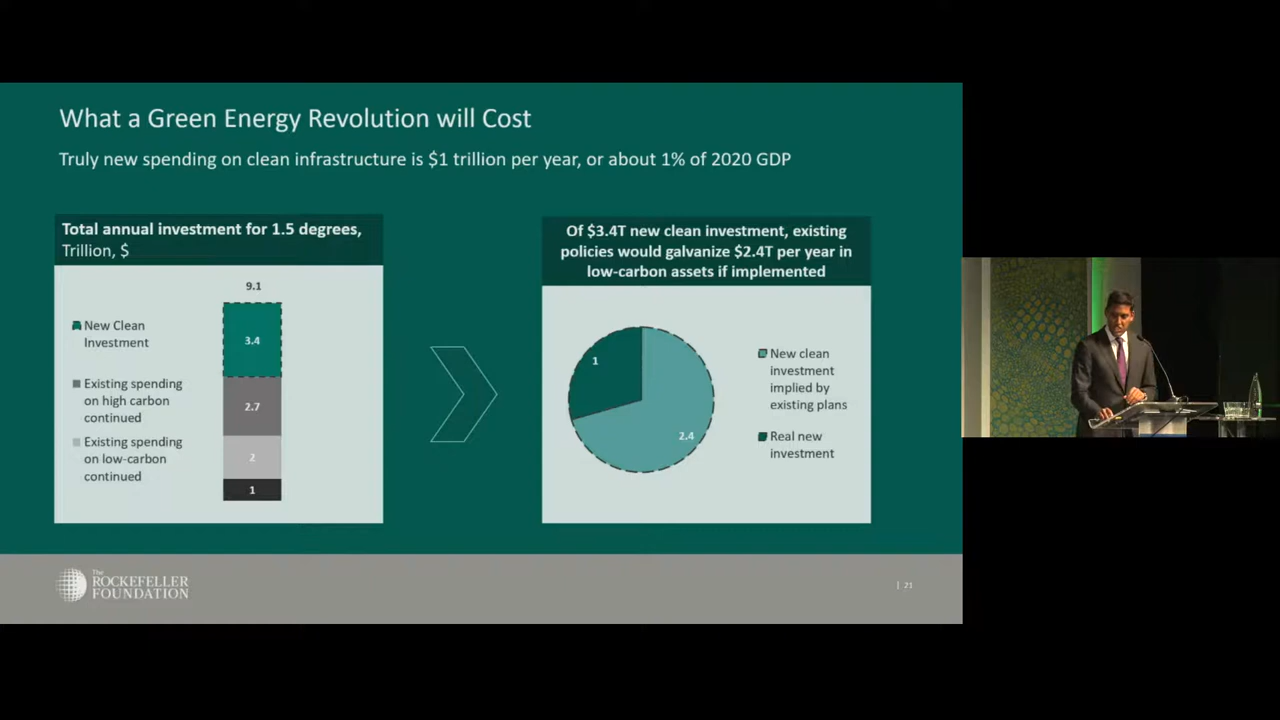 What a Green Energy Revolution will Cost
Truly new spending on clean infrastructure is $1 trillion per year, or about 1% of 2020 GDP
Total annual investment for 1.5 degrees,
Trillion, $
9.1
New Clean
Investment
3.4
Existing spending
on high carbon
continued
2.7
Existing spending
on low-carbon
continued
2
1
Of $3.4T new clean investment, existing
policies would galvanize $2.4T per year in
low-carbon assets if implemented
1
2.4
New clean
investment
implied by
existing plans
Real new
investment
The
ROCKEFELLER
FOUNDATION
| 21